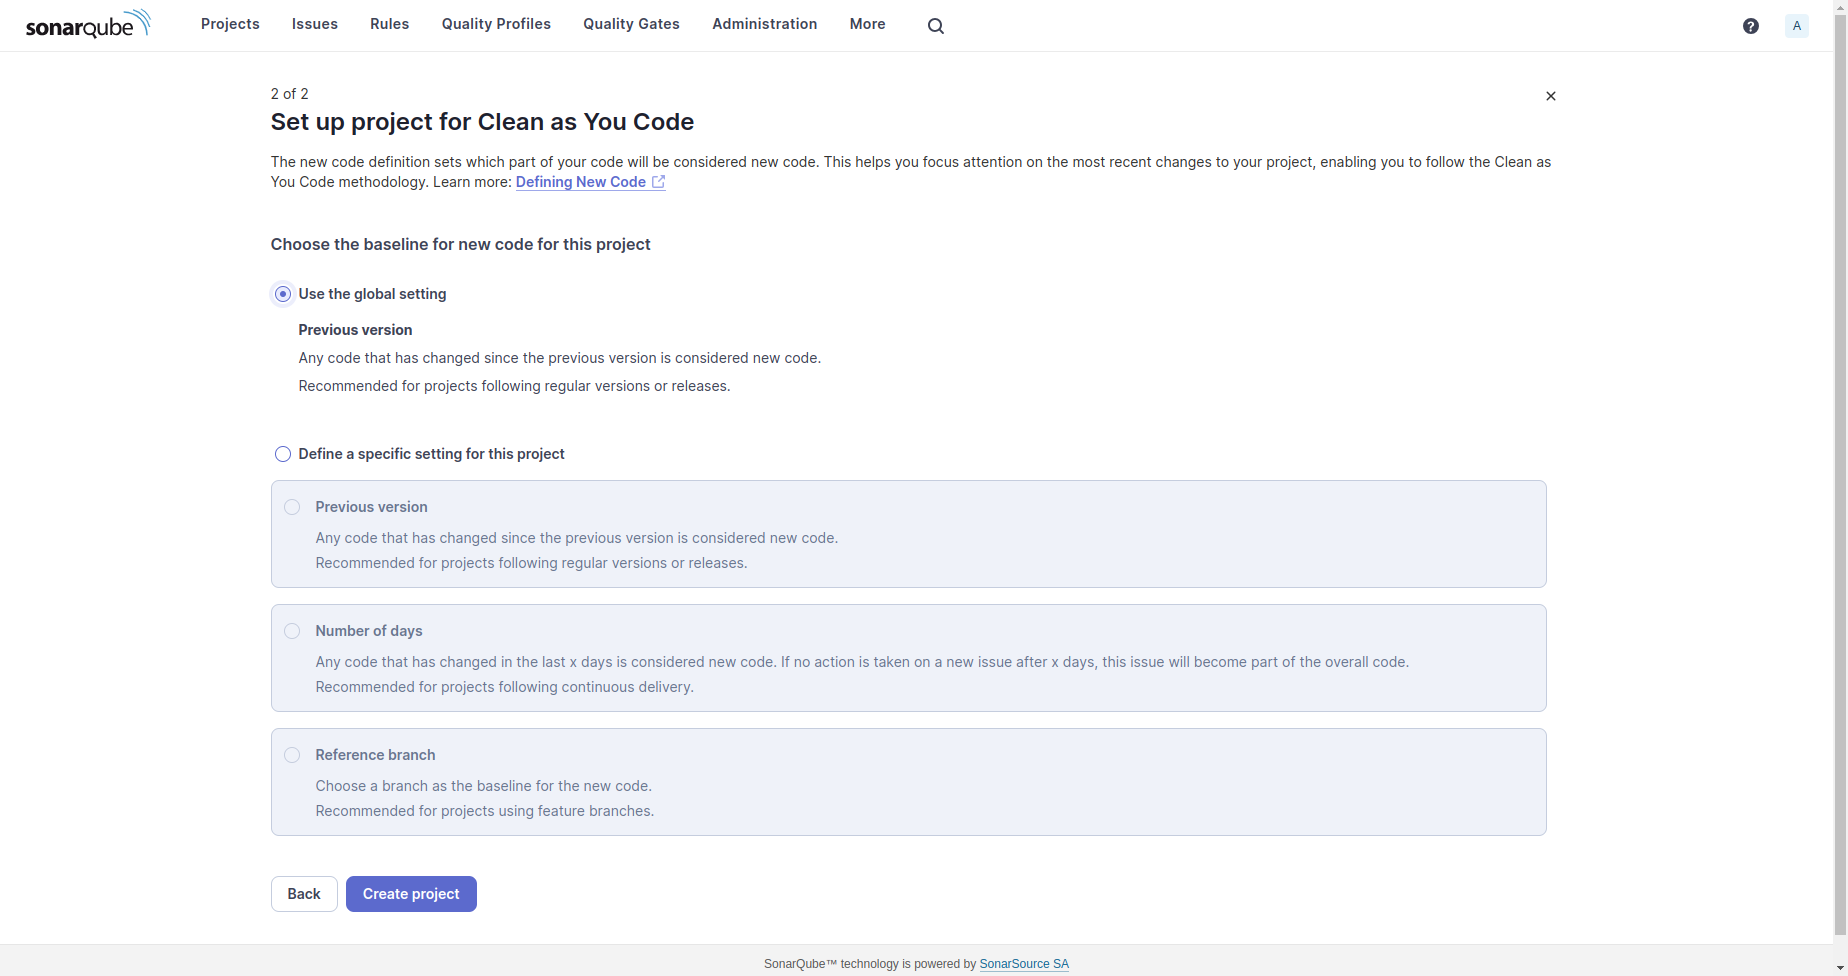 sonarqube Projects Issues Rules Quality Profiles Quality Gates Administration More ? A
2 of 2
Set up project for Clean as You Code
The new code definition sets which part of your code will be considered new code. This helps you focus attention on the most recent changes to your project, enabling you to follow the Clean as
You Code methodology. Learn more: Defining New Code
Choose the baseline for new code for this project
Use the global setting
Previous version
Any code that has changed since the previous version is considered new code.
Recommended for projects following regular versions or releases.
Define a specific setting for this project
Previous version
Any code that has changed since the previous version is considered new code.
Recommended for projects following regular versions or releases.
Number of days
Any code that has changed in the last x days is considered new code. If no action is taken on a new issue after x days, this issue will become part of the overall code.
Recommended for projects following continuous delivery.
Reference branch
Choose a branch as the baseline for the new code.
Recommended for projects using feature branches.
Back Create project
SonarQube™ technology is powered by SonarSource SA